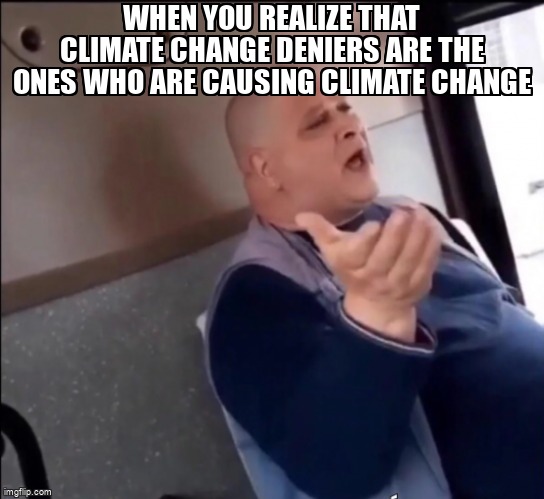 WHEN YOU REALIZE THAT
CLIMATE CHANGE DENIERS ARE THE
ONES WHO ARE CAUSING CLIMATE CHANGE
imgflip.com